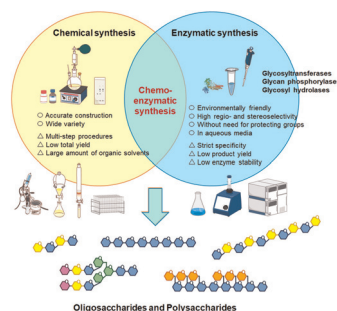 Chemical synthesis
Enzymatic synthesis
Glycosyltransferases
Glycan phosphorylase
Glycosyl hydrolases
Chemo-
enzymatic
synthesis
○ Accurate construction
○ Wide variety
△ Multi-step procedures
△ Low total yield
△ Large amount of organic solvents
○ Environmentally friendly
○ High regio- and stereoselectivity
○ Without need for protecting groups
○ In aqueous media
△ Strict specificity
△ Low product yield
△ Low enzyme stability
Oligosaccharides and Polysaccharides